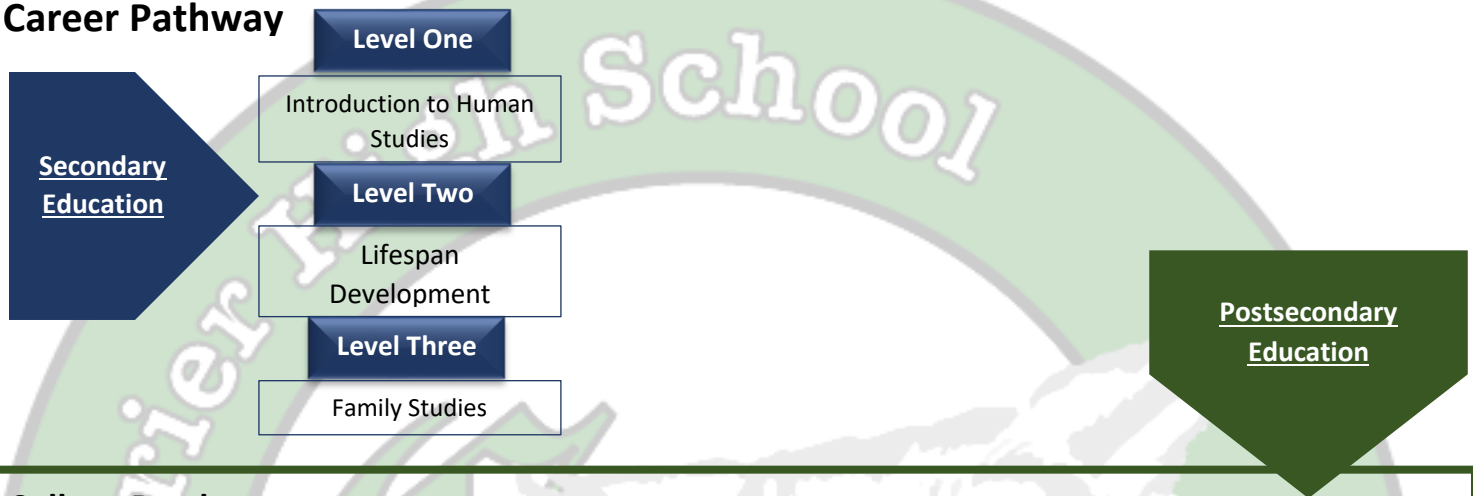 Career Pathway
Level One
Introduction to Human
Studies
Secondary
Education
Level Two
Lifespan
Development
Level Three
Family Studies
Postsecondary
Education
High School